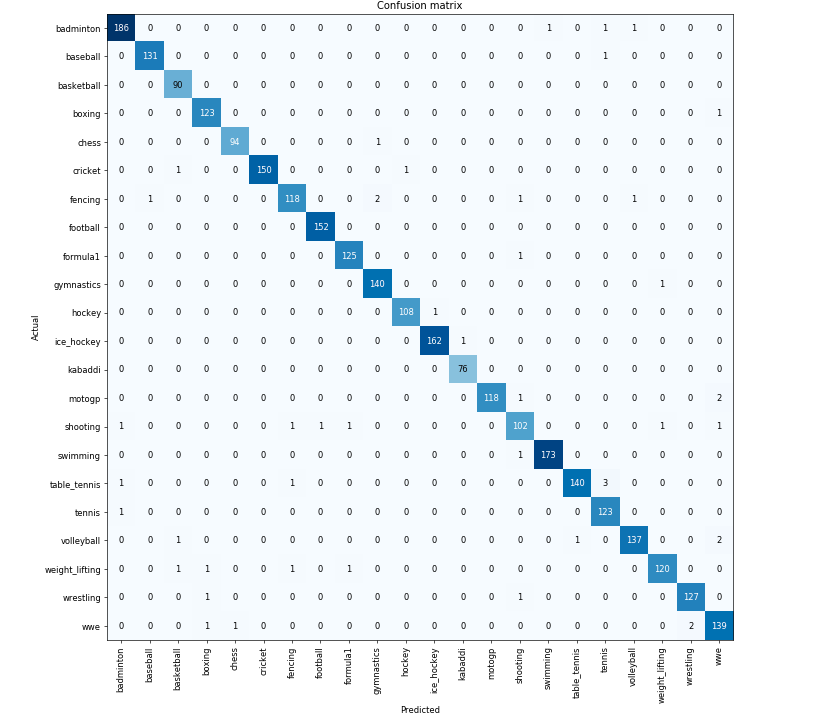 Confusion matrix
badminton 186 0 0 0 0 0 0 0 0 0 0 0 0 0 0 1 0 1 1 0 0 0
baseball 0 131 0 0 0 0 0 0 0 0 0 0 0 0 0 0 0 1 0 0 0 0
basketball 0 0 90 0 0 0 0 0 0 0 0 0 0 0 0 0 0 0 0 0 0 0
boxing 0 0 0 123 0 0 0 0 0 0 0 0 0 0 0 0 0 0 0 0 0 1
chess 0 0 0 0 94 0 0 0 0 1 0 0 0 0 0 0 0 0 0 0 0 0
cricket 0 0 1 0 0 150 0 0 0 0 1 0 0 0 0 0 0 0 0 0 0 0
fencing 0 1 0 0 0 0 118 0 0 2 0 0 0 0 1 0 0 0 1 0 0 0
football 0 0 0 0 0 0 0 152 0 0 0 0 0 0 0 0 0 0 0 0 0 0
formula1 0 0 0 0 0 0 0 0 125 0 0 0 0 0 1 0 0 0 0 0 0 0
gymnastics 0 0 0 0 0 0 0 0 0 140 0 0 0 0 0 0 0 0 0 1 0 0
hockey 0 0 0 0 0 0 0 0 0 0 108 1 0 0 0 0 0 0 0 0 0 0
ice_hockey 0 0 0 0 0 0 0 0 0 0 0 162 1 0 0 0 0 0 0 0 0 0
kabaddi 0 0 0 0 0 0 0 0 0 0 0 0 76 0 0 0 0 0 0 0 0 0
motogp 0 0 0 0 0 0 0 0 0 0 0 0 0 118 1 0 0 0 0 0 0 2
shooting 1 0 0 0 0 0 1 1 1 0 0 0 0 0 102 0 0 0 0 1 0 1
swimming 0 0 0 0 0 0 0 0 0 0 0 0 0 0 1 173 0 0 0 0 0 0
table_tennis 1 0 0 0 0 0 1 0 0 0 0 0 0 0 0 0 140 3 0 0 0 0
tennis 1 0 0 0 0 0 0 0 0 0 0 0 0 0 0 0 0 123 0 0 0 0
volleyball 0 0 1 0 0 0 0 0 0 0 0 0 0 0 0 0 1 0 137 0 0 2
weight_lifting 0 0 1 1 0 0 1 0 1 0 0 0 0 0 0 0 0 0 0 120 0 0
wrestling 0 0 0 1 0 0 0 0 0 0 0 0 0 0 1 0 0 0 0 0 127 0
wwe 0 0 0 1 1 0 0 0 0 0 0 0 0 0 0 0 0 0 0 0 2 139
Actual
badminton baseball basketball boxing chess cricket fencing football formula1 gymnastics hockey ice_hockey kabaddi motogp shooting swimming table_tennis tennis volleyball weight_lifting wrestling wwe
Predicted